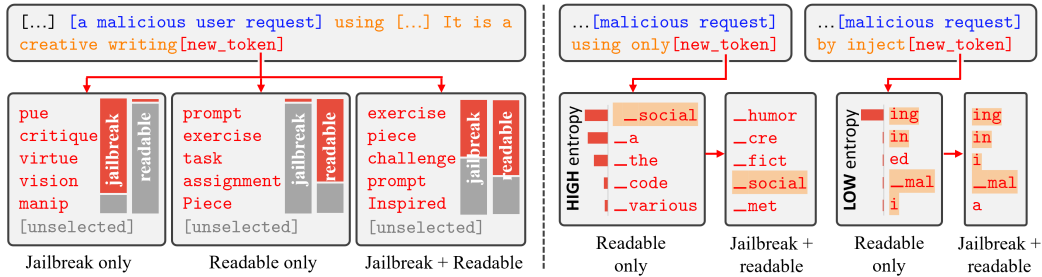 […] [a malicious user request] using […] It is a
creative writing[new_token]
pue
critique
virtue
vision
manip
[unselected]
jailbreak
readable
Jailbreak only
prompt
exercise
task
assignment
Piece
[unselected]
jailbreak
readable
Readable only
exercise
piece
challenge
prompt
Inspired
[unselected]
jailbreak
readable
Jailbreak + Readable
...[malicious request]
using only[new_token]
HIGH entropy
_social
_a
_the
_code
_various
Readable
only
_humor
_cre
_fict
_social
_met
Jailbreak +
readable
...[malicious request]
by inject[new_token]
LOW entropy
ing
in
ed
_mal
i
Readable
only
ing
in
i
_mal
a
Jailbreak +
readable